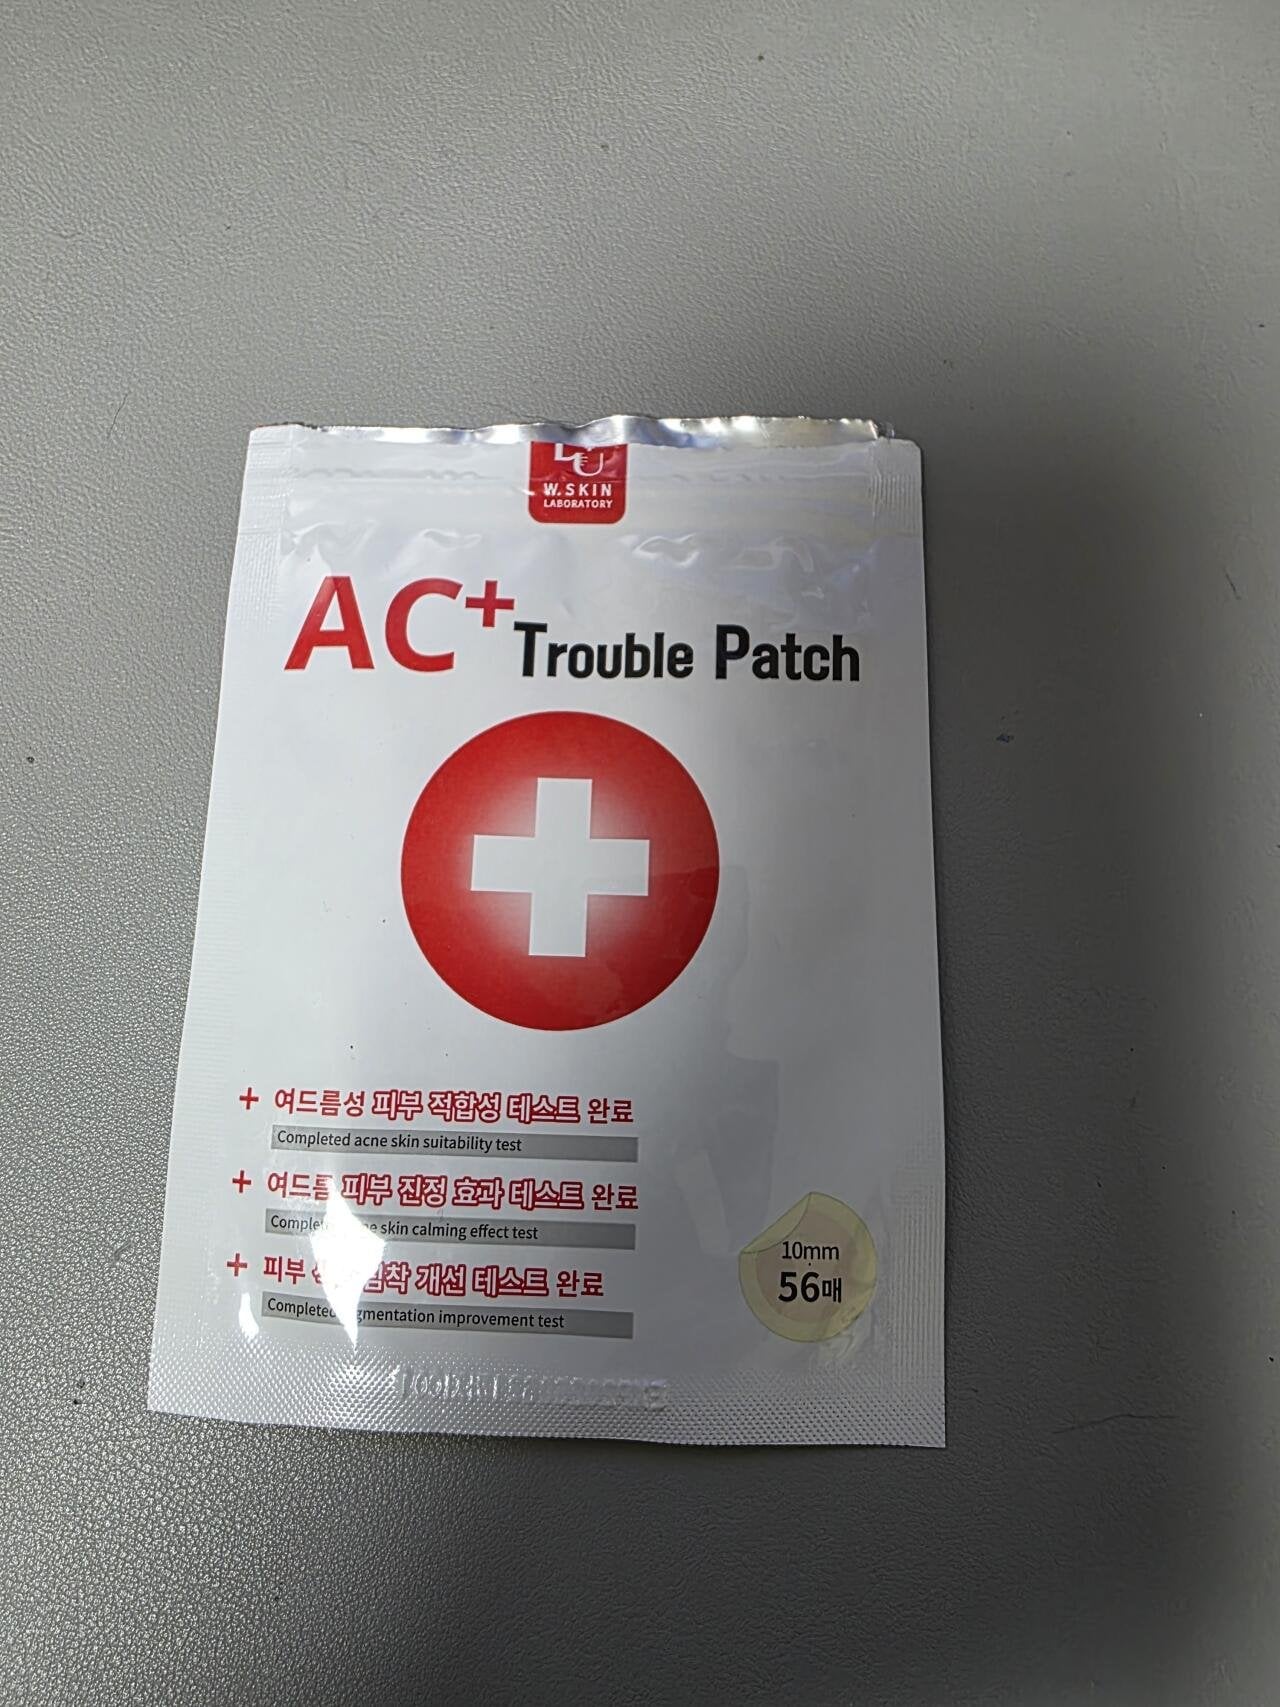 W.SKIN
LABORATORY
AC+ Trouble Patch
+ 여드름성 피부 적합성 테스트 완료
Completed acne skin suitability test
+ 여드름 피부 진정 효과 테스트 완료
skin calming effect test
+ 피부 개선 테스트 완료
Completed improvement test
10mm
56매